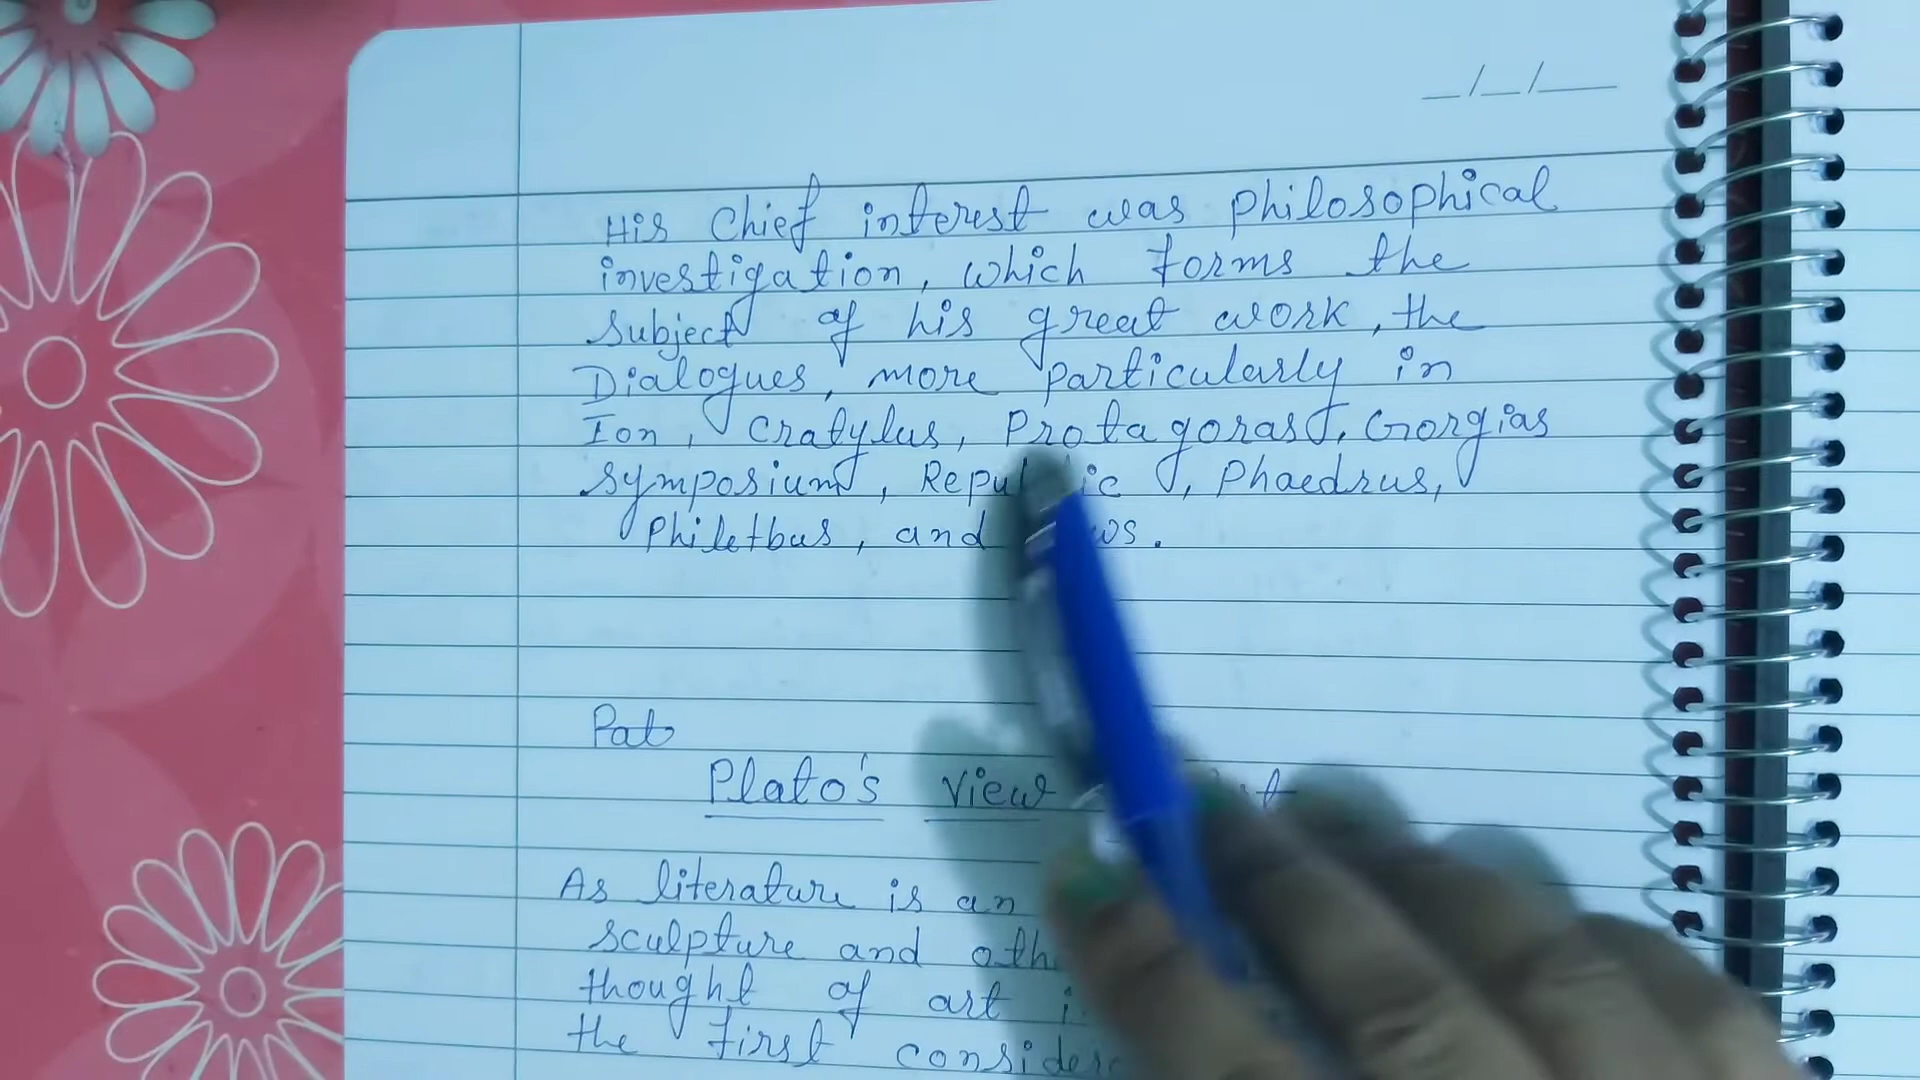 _/_/__
His Chief interest was philosophical
investigation, which forms the
Subject of his great work, the
Dialogues, more particularly in
Ion, Cratylus, Protagoras, Gorgias
Symposium, Republic, Phaedrus,
Philetbus, and
Pat
Plato's View
As literature is an
sculpture and
thought of art
the first